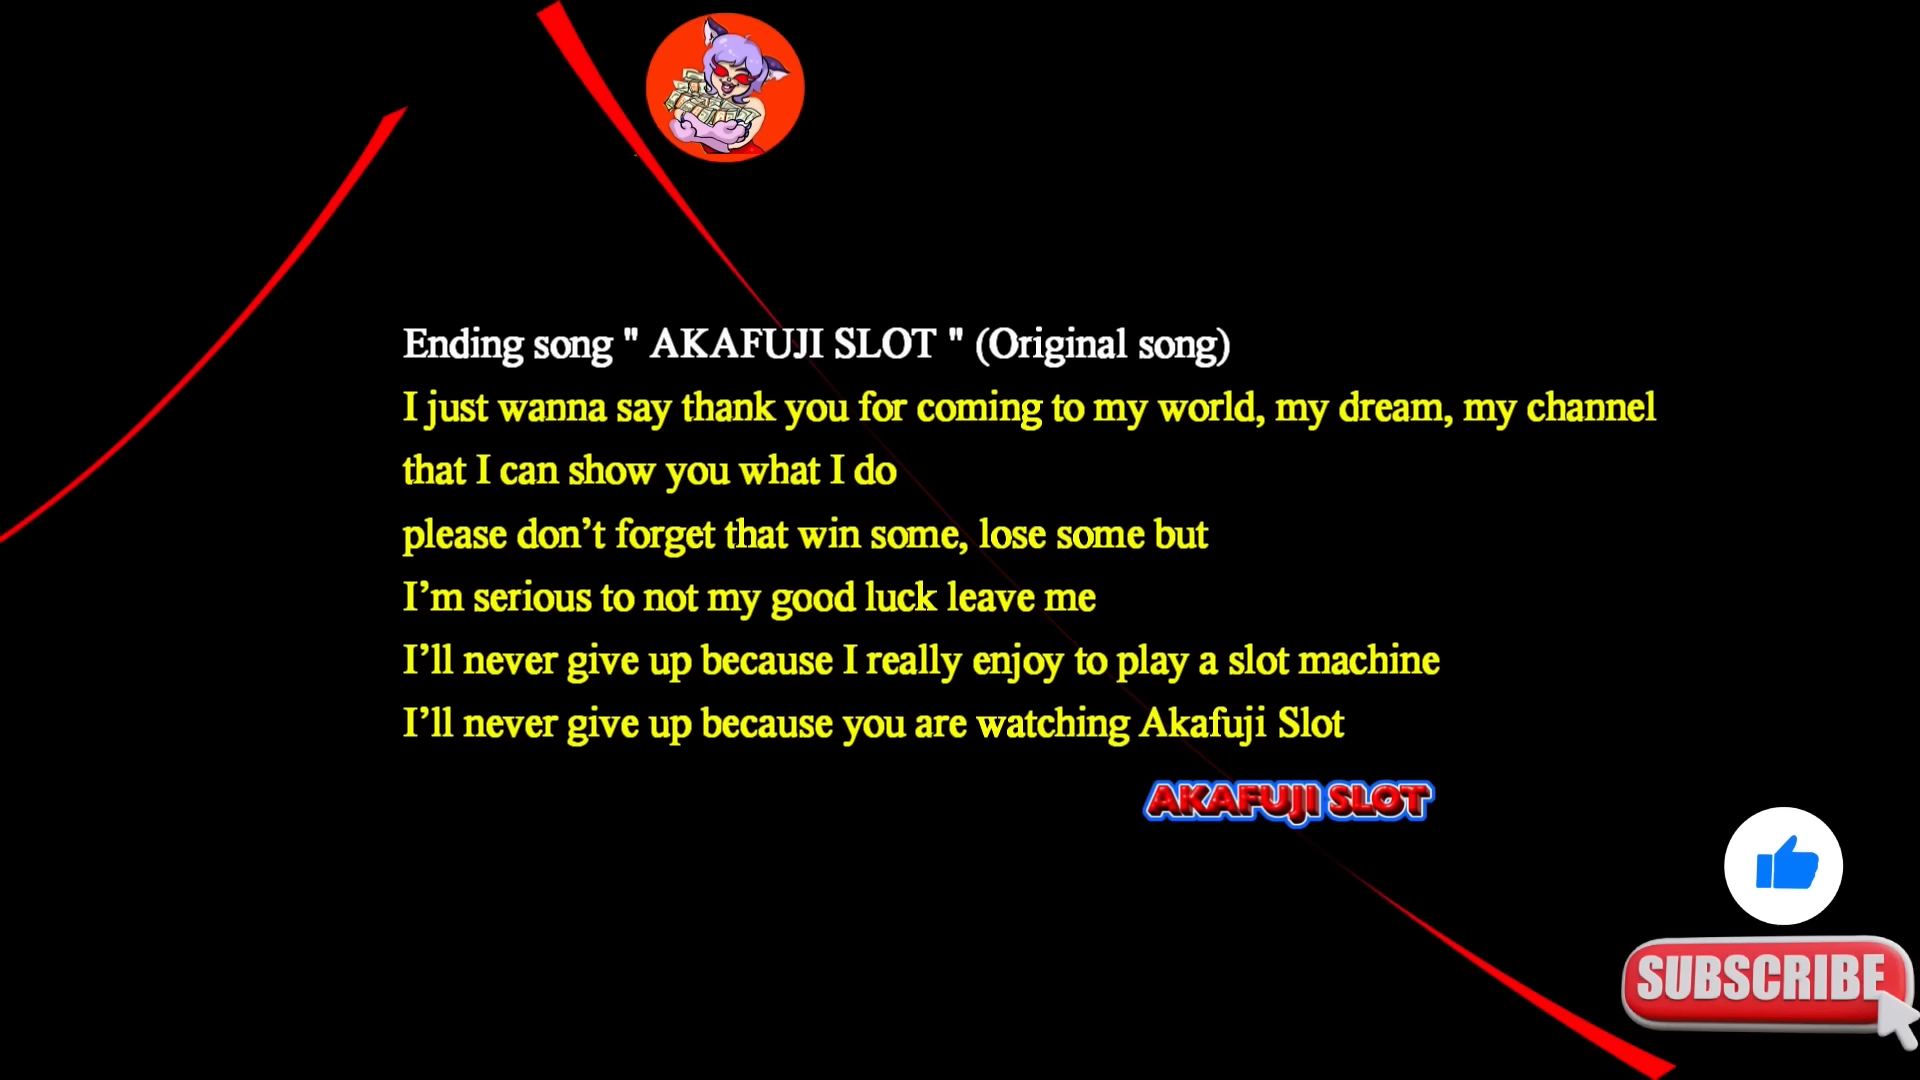 Ending song " AKAFUJI SLOT " (Original song)
I just wanna say thank you for coming to my world, my dream, my channel
that I can show you what I do
please don’t forget that win some, lose some but
I’m serious to not my good luck leave me
I’ll never give up because I really enjoy to play a slot machine
I’ll never give up because you are watching Akafuji Slot
AKAFUJI SLOT
SUBSCRIBE